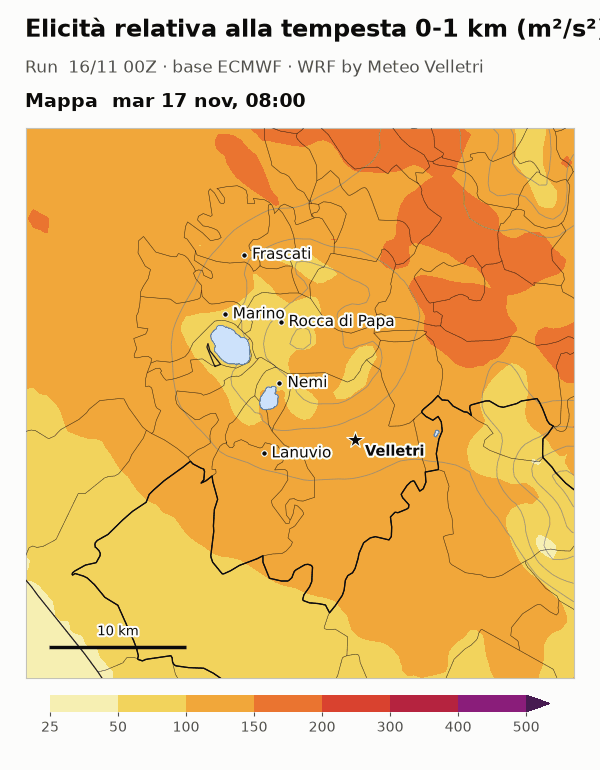 Elicità relativa alla tempesta 0-1 km (m²/s²)
Run  16/11 00Z · base ECMWF · WRF by Meteo Velletri
Mappa  mar 17 nov, 08:00
Frascati
Marino
Rocca di Papa
Nemi
Velletri
Lanuvio
10 km
25 50 100 150 200 300 400 500